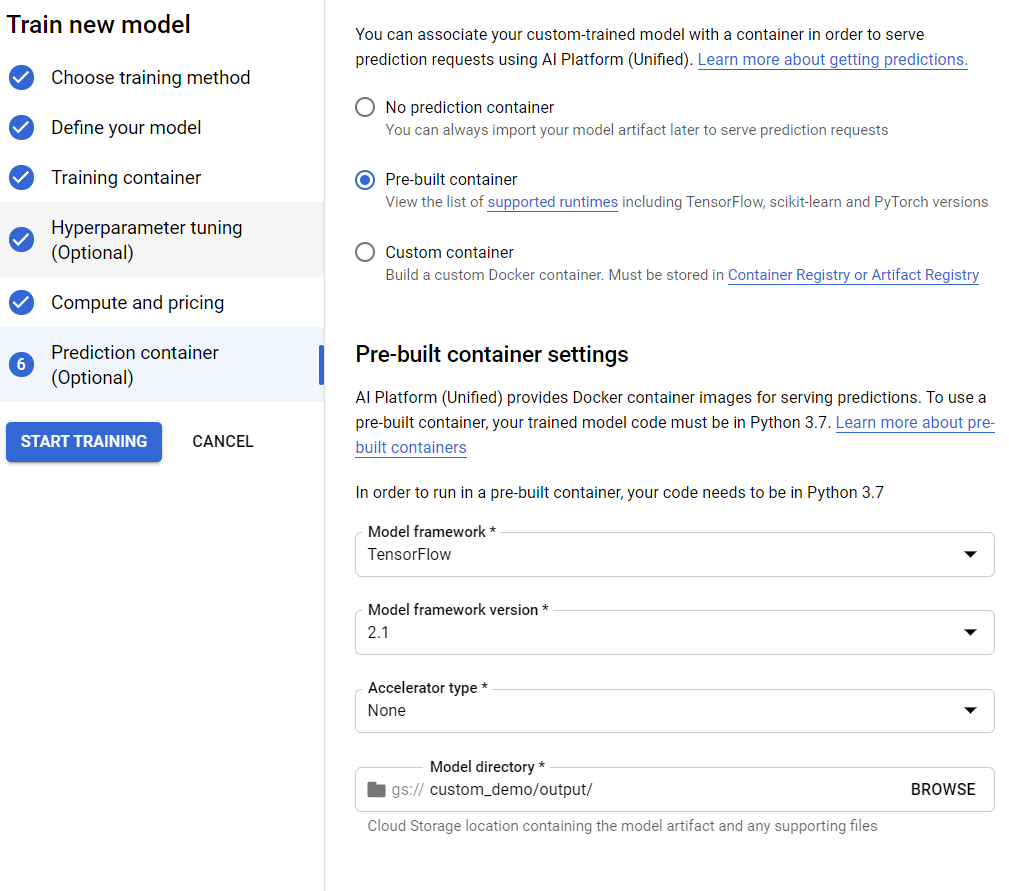 Train new model
Choose training method
Define your model
Training container
Hyperparameter tuning
(Optional)
Compute and pricing
6
Prediction container
(Optional)
START TRAINING
CANCEL
You can associate your custom-trained model with a container in order to serve
prediction requests using AI Platform (Unified). Learn more about getting predictions.
No prediction container
You can always import your model artifact later to serve prediction requests
Pre-built container
View the list of supported runtimes including TensorFlow, scikit-learn and PyTorch versions
Custom container
Build a custom Docker container. Must be stored in Container Registry or Artifact Registry
Pre-built container settings
AI Platform (Unified) provides Docker container images for serving predictions. To use a
pre-built container, your trained model code must be in Python 3.7. Learn more about pre-
built containers
In order to run in a pre-built container, your code needs to be in Python 3.7
Model framework *
TensorFlow
Model framework version *
2.1
Accelerator type *
None
Model directory *
gs:// custom_demo/output/ BROWSE
Cloud Storage location containing the model artifact and any supporting files